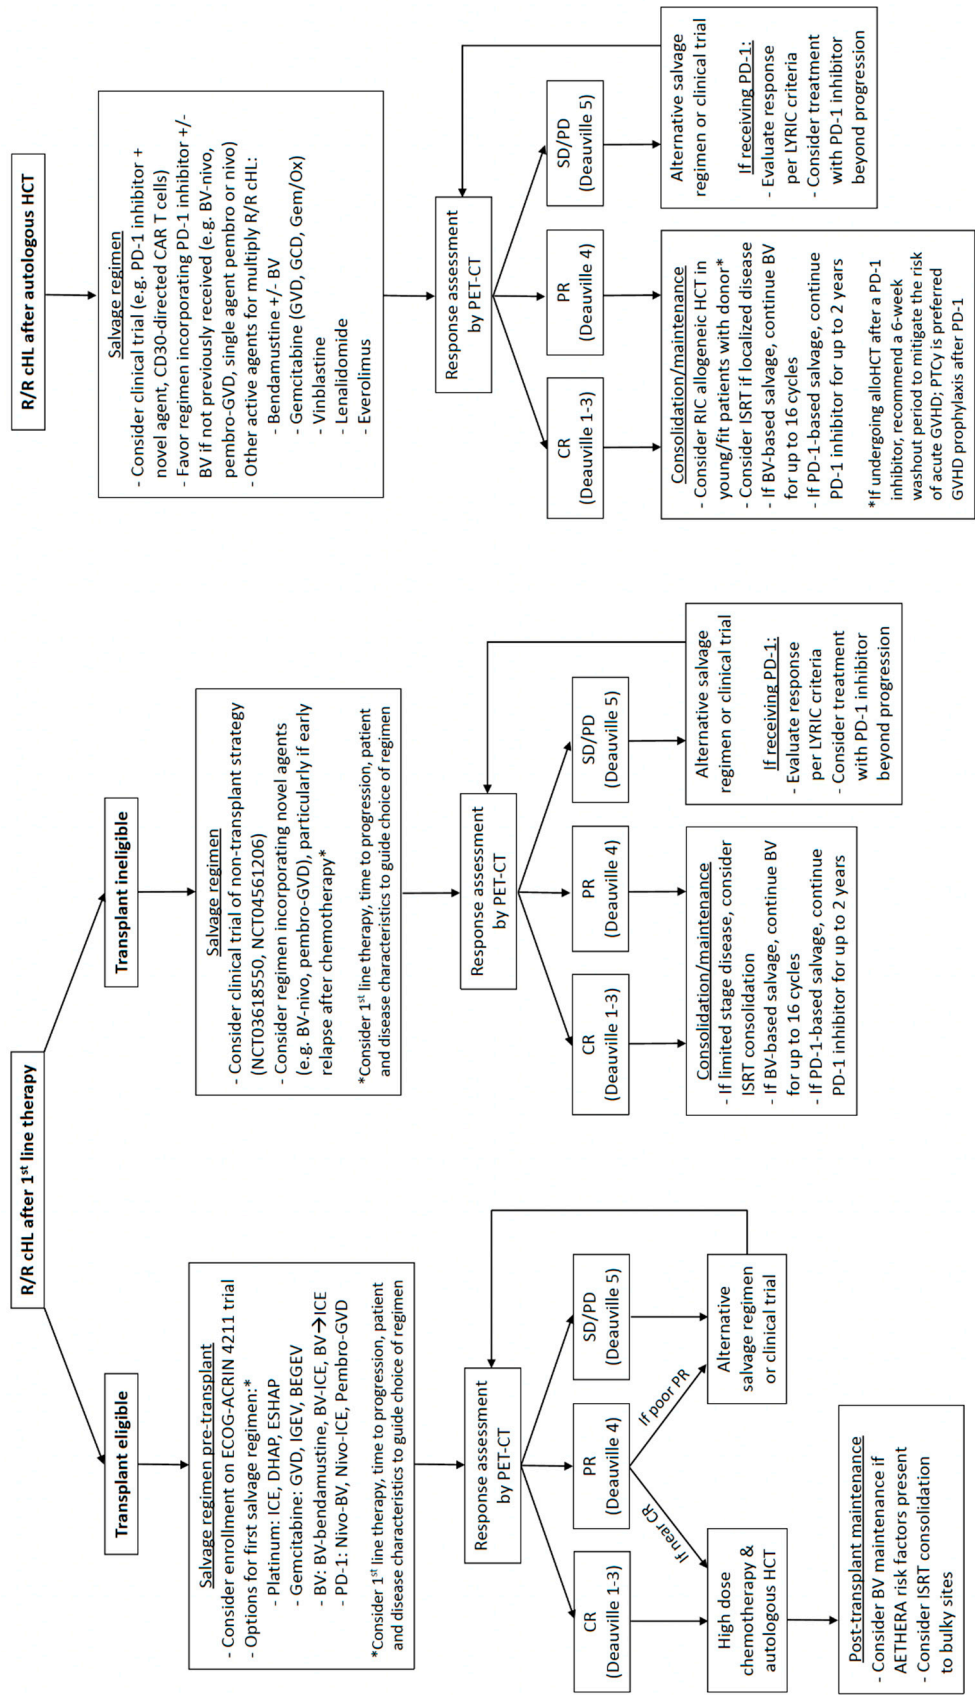 R/R cHL after 1st line therapy
Transplant eligible
Salvage regimen pre-transplant
- Consider enrollment on ECOG-ACRIN 4211 trial
- Options for first salvage regimen:*
- Platinum: ICE, DHAP, ESHAP
- Gemcitabine: GVD, IGEV, BEGEV
- BV: BV-bendamustine, BV-ICE, BV→ICE
- PD-1: Nivo-BV, Nivo-ICE, Pembro-GVD
*Consider 1st line therapy, time to progression, patient
and disease characteristics to guide choice of regimen
Response assessment
by PET-CT
CR
(Deauville 1-3)
PR
(Deauville 4)
SD/PD
(Deauville 5)
If near CR
If poor PR
High dose
chemotherapy &
autologous HCT
Alternative
salvage regimen
or clinical trial
Post-transplant maintenance
- Consider BV maintenance if
AETHERA risk factors present
- Consider ISRT consolidation
to bulky sites
Transplant ineligible
Salvage regimen
- Consider clinical trial of non-transplant strategy
(NCT03618550, NCT04561206)
- Consider regimen incorporating novel agents
(e.g. BV-nivo, pembro-GVD), particularly if early
relapse after chemotherapy*
*Consider 1st line therapy, time to progression, patient
and disease characteristics to guide choice of regimen
Response assessment
by PET-CT
CR
(Deauville 1-3)
PR
(Deauville 4)
SD/PD
(Deauville 5)
Consolidation/maintenance
- If limited stage disease, consider
ISRT consolidation
- If BV-based salvage, continue BV
for up to 16 cycles
- If PD-1-based salvage, continue
PD-1 inhibitor for up to 2 years
Alternative salvage
regimen or clinical trial
If receiving PD-1:
- Evaluate response
per LYRIC criteria
- Consider treatment
with PD-1 inhibitor
beyond progression
R/R cHL after autologous HCT
Salvage regimen
- Consider clinical trial (e.g. PD-1 inhibitor +
novel agent, CD30-directed CAR T cells)
- Favor regimen incorporating PD-1 inhibitor +/-
BV if not previously received (e.g. BV-nivo,
pembro-GVD, single agent pembro or nivo)
- Other active agents for multiply R/R cHL:
- Bendamustine +/- BV
- Gemcitabine (GVD, GCD, Gem/Ox)
- Vinblastine
- Lenalidomide
- Everolimus
Response assessment
by PET-CT
CR
(Deauville 1-3)
PR
(Deauville 4)
SD/PD
(Deauville 5)
Consolidation/maintenance
- Consider RIC allogeneic HCT in
young/fit patients with donor*
- Consider ISRT if localized disease
- If BV-based salvage, continue BV
for up to 16 cycles
- If PD-1-based salvage, continue
PD-1 inhibitor for up to 2 years
*If undergoing alloHCT after a PD-1
inhibitor, recommend a 6-week
washout period to mitigate the risk
of acute GVHD; PTCy is preferred
GVHD prophylaxis after PD-1
Alternative salvage
regimen or clinical trial
If receiving PD-1:
- Evaluate response
per LYRIC criteria
- Consider treatment
with PD-1 inhibitor
beyond progression